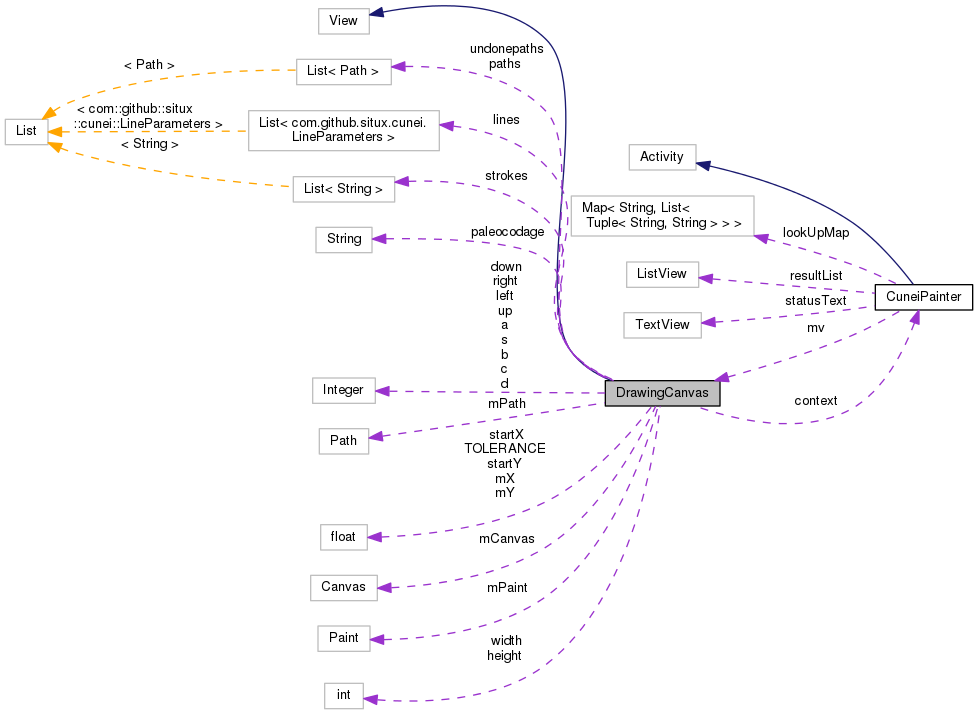 View
undonepaths
paths
< Path >
List< Path >
< com::github::situx
::cunei::LineParameters >
List< com.github.situx.cunei.
LineParameters >
lines
List
< String >
List< String >
strokes
Activity
Map< String, List<
Tuple< String, String > > >
lookUpMap
String
paleocodage
ListView
resultList
CuneiPainter
statusText
TextView
mv
down
right
left
up
a
s
b
c
d
Integer
DrawingCanvas
context
mPath
Path
startX
TOLERANCE
startY
mX
mY
float
mCanvas
Canvas
mPaint
Paint
width
height
int